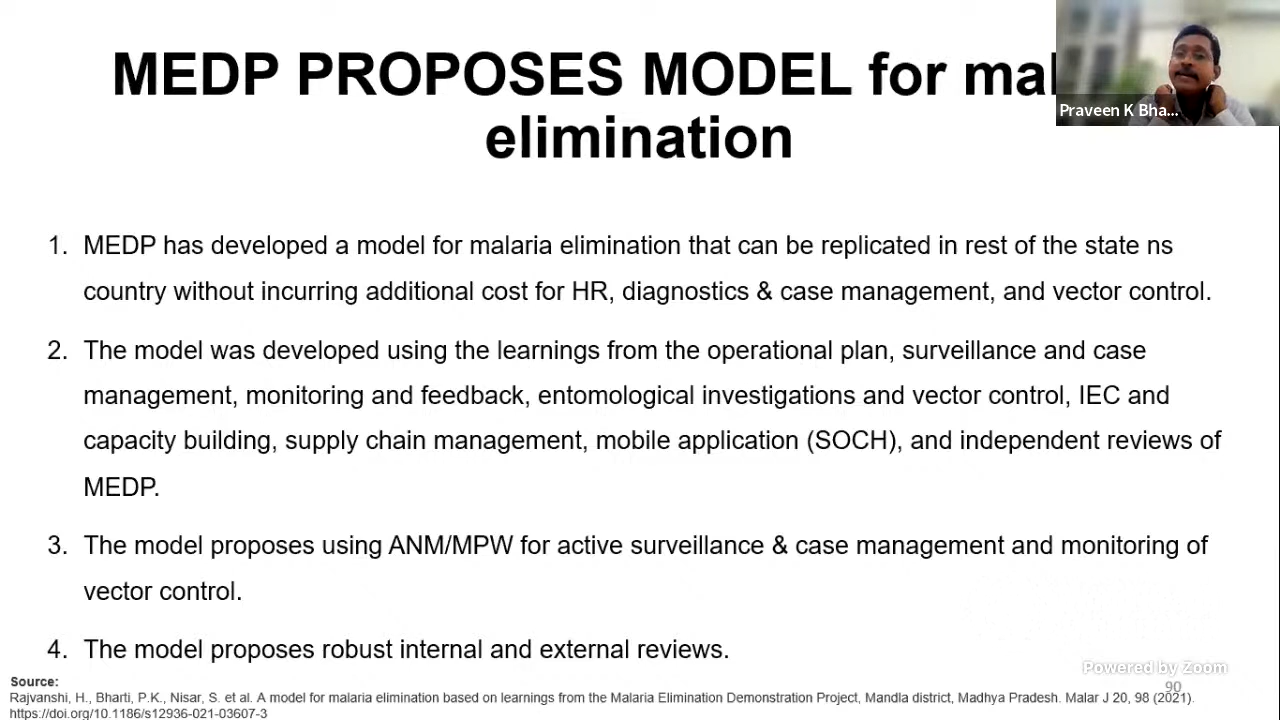 MEDP PROPOSES MODEL for mal
elimination
Praveen K Bha...
1. MEDP has developed a model for malaria elimination that can be replicated in rest of the state ns
country without incurring additional cost for HR, diagnostics & case management, and vector control.
2. The model was developed using the learnings from the operational plan, surveillance and case
management, monitoring and feedback, entomological investigations and vector control, IEC and
capacity building, supply chain management, mobile application (SOCH), and independent reviews of
MEDP.
3. The model proposes using ANM/MPW for active surveillance & case management and monitoring of
vector control.
4. The model proposes robust internal and external reviews.
Powered by Zoom
Source:
90
Rajvanshi, H., Bharti, P.K., Nisar, S. et al. A model for malaria elimination based on learnings from the Malaria Elimination Demonstration Project, Mandla district, Madhya Pradesh. Malar J 20, 98 (2021).
https://doi.org/10.1186/s12936-021-03607-3